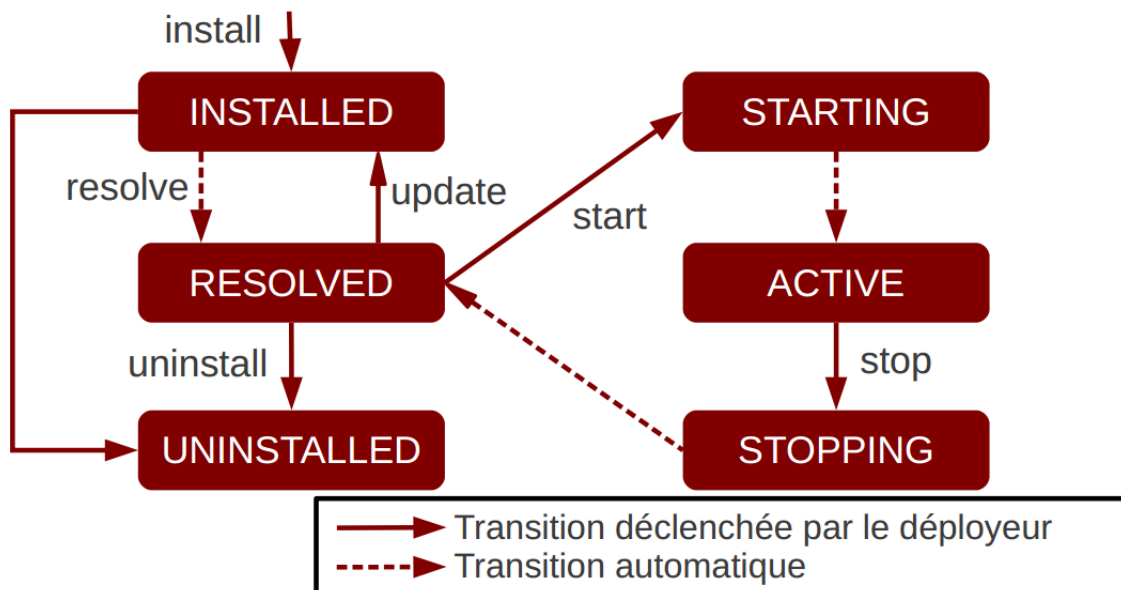 install
INSTALLED
STARTING
resolve
update
start
RESOLVED
ACTIVE
uninstall
stop
UNINSTALLED
STOPPING
Transition déclenchée par le déployeur
Transition automatique